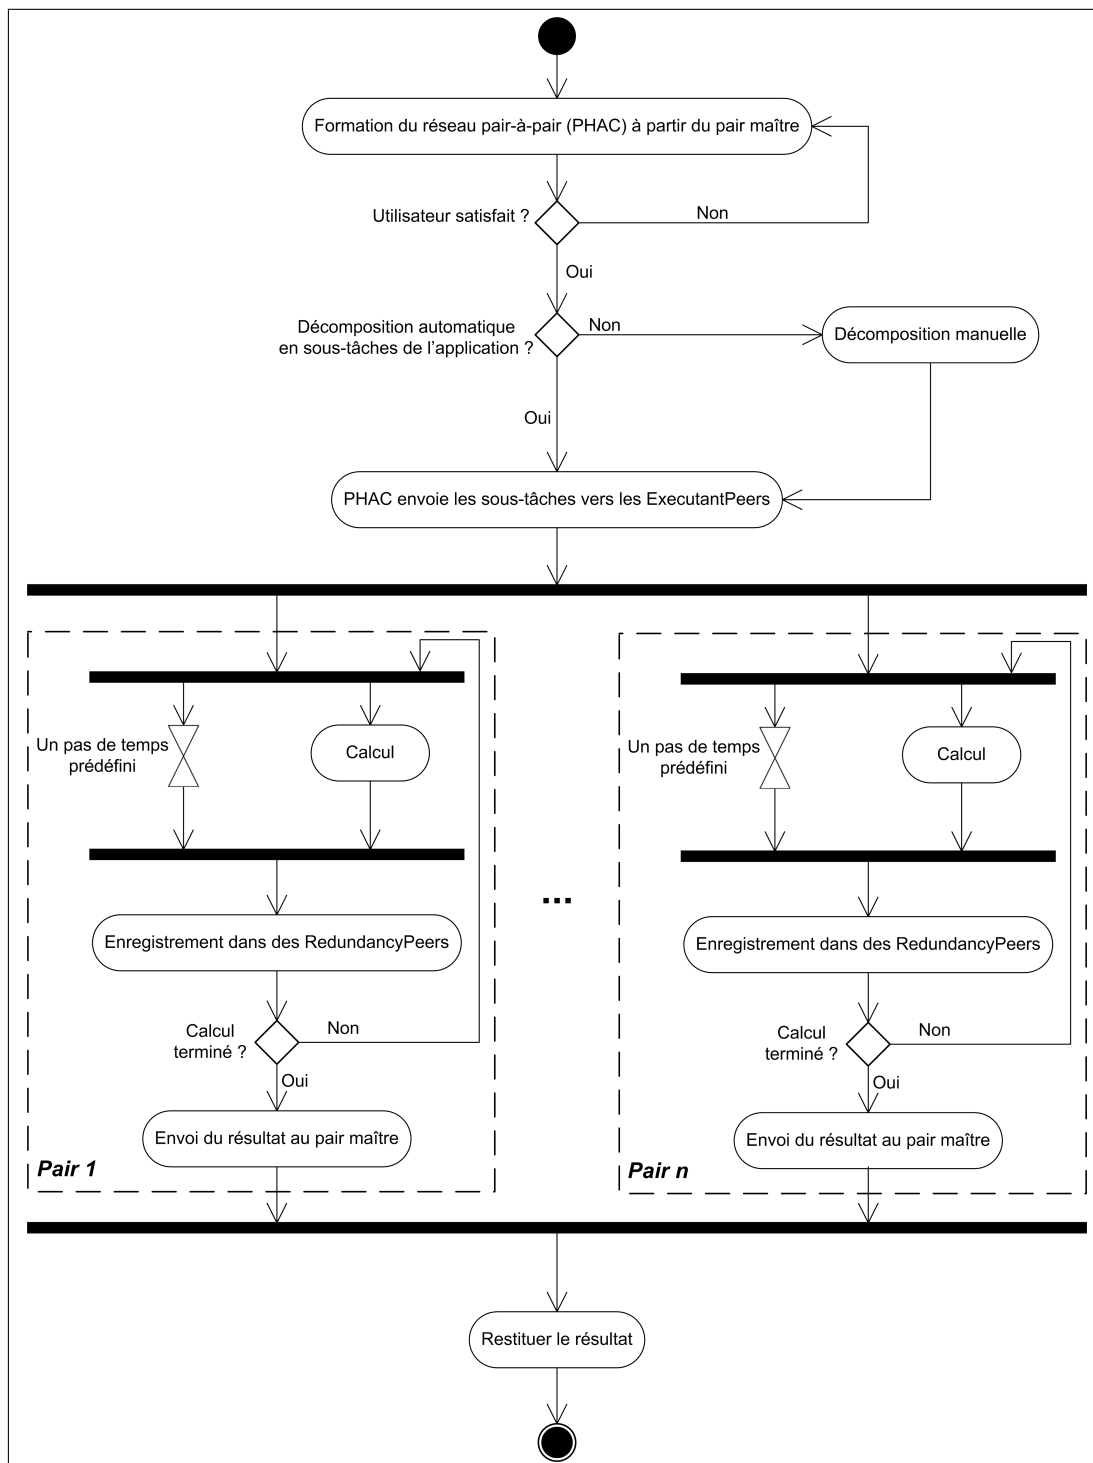 Formation du réseau pair-à-pair (PHAC) à partir du pair maître
Utilisateur satisfait ?
Non
Oui
Décomposition automatique
en sous-tâches de l'application ?
Non
Décomposition manuelle
Oui
PHAC envoie les sous-tâches vers les ExecutantPeers
Un pas de temps
prédéfini
Calcul
Enregistrement dans des RedundancyPeers
Calcul
terminé ?
Non
Oui
Envoi du résultat au pair maître
Pair 1
...
Un pas de temps
prédéfini
Calcul
Enregistrement dans des RedundancyPeers
Calcul
terminé ?
Non
Oui
Envoi du résultat au pair maître
Pair n
Restituer le résultat